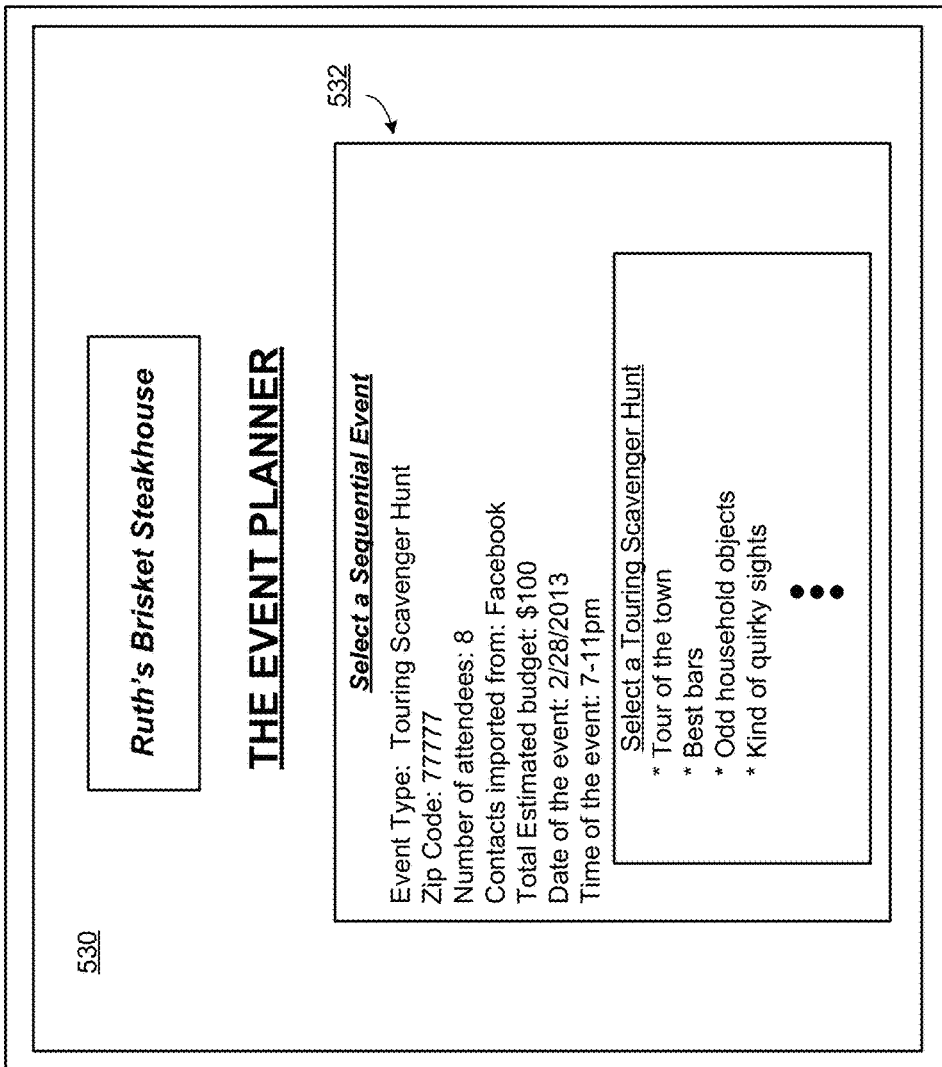 530
Ruth's Brisket Steakhouse
THE EVENT PLANNER
532
Select a Sequential Event
Event Type: Touring Scavenger Hunt
Zip Code: 77777
Number of attendees: 8
Contacts imported from: Facebook
Total Estimated budget: $100
Date of the event: 2/28/2013
Time of the event: 7-11pm
Select a Touring Scavenger Hunt
* Tour of the town
* Best bars
* Odd household objects
* Kind of quirky sights